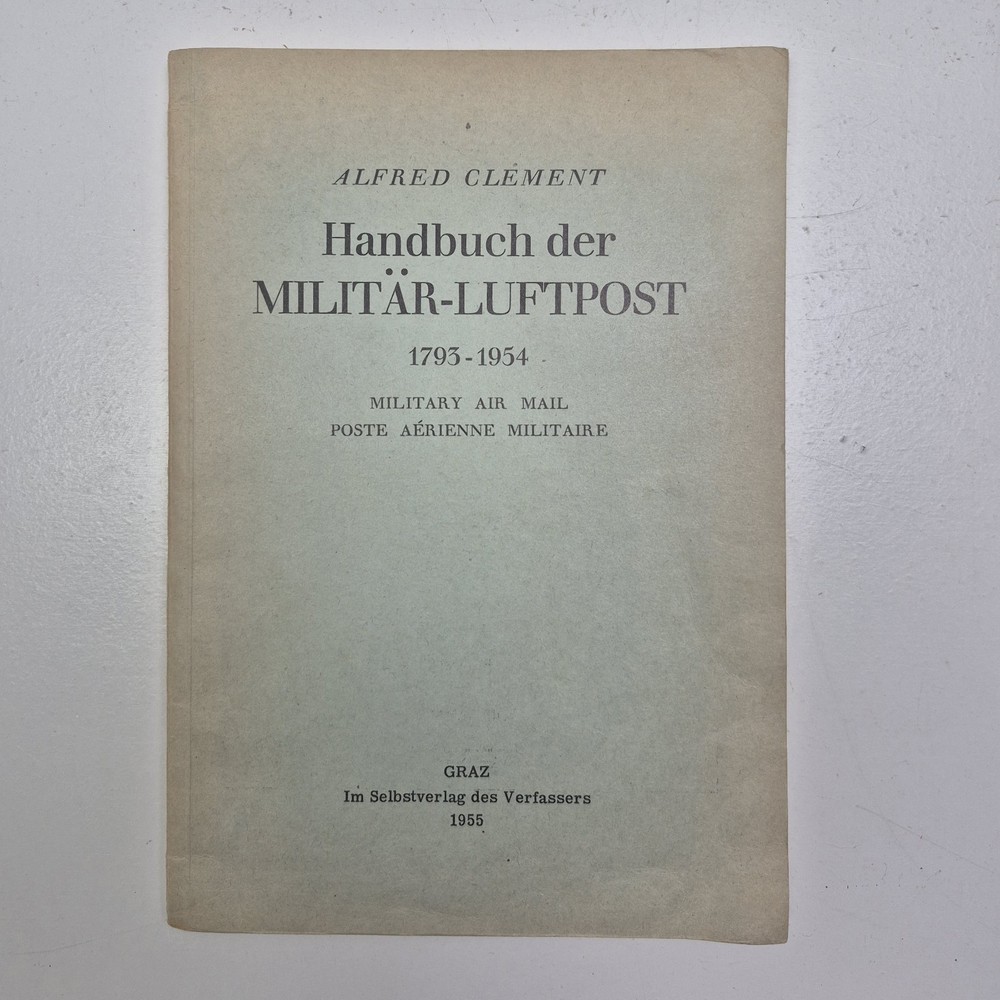 ALFRED CLÉMENT
Handbuch der
MILITÄR-LUFTPOST
1793-1954
MILITARY AIR MAIL
POSTE AÉRIENNE MILITAIRE
GRAZ
Im Selbstverlag des Verfassers
1955